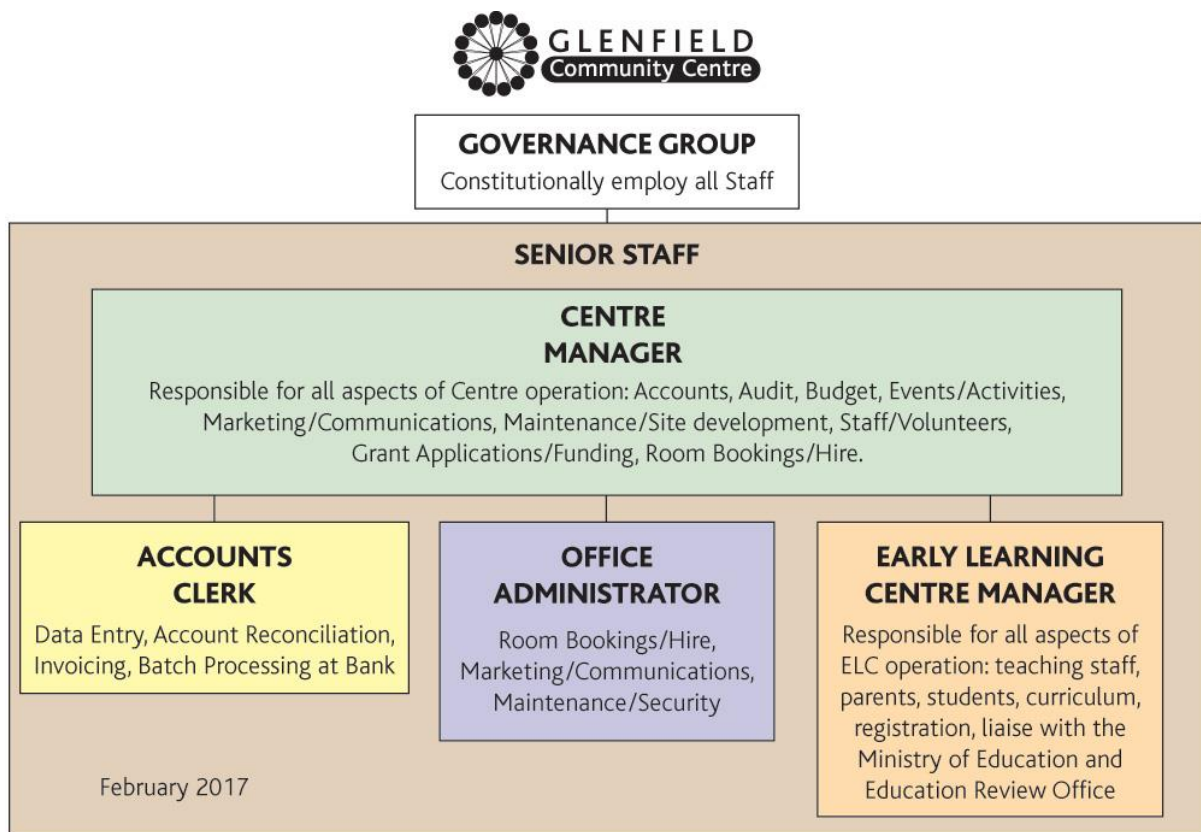 GLENFIELD
Community Centre
GOVERNANCE GROUP
Constitutionally employ all Staff
SENIOR STAFF
CENTRE
MANAGER
Responsible for all aspects of Centre operation: Accounts, Audit, Budget, Events/Activities,
Marketing/Communications, Maintenance/Site development, Staff/Volunteers,
Grant Applications/Funding, Room Bookings/Hire.
ACCOUNTS
CLERK
Data Entry, Account Reconciliation,
Invoicing, Batch Processing at Bank
OFFICE
ADMINISTRATOR
Room Bookings/Hire,
Marketing/Communications,
Maintenance/Security
EARLY LEARNING
CENTRE MANAGER
Responsible for all aspects of
ELC operation: teaching staff,
parents, students, curriculum,
registration, liaise with the
Ministry of Education and
Education Review Office
February 2017